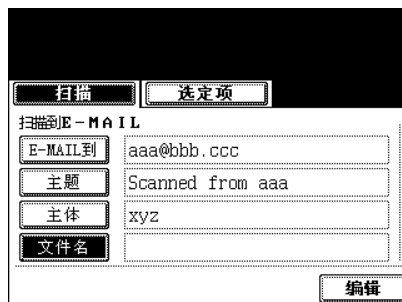 扫描 选定项
扫描到E-MAIL
E-MAIL到 aaa@bbb.ccc
主题 Scanned from aaa
主体 xyz
文件名
编辑